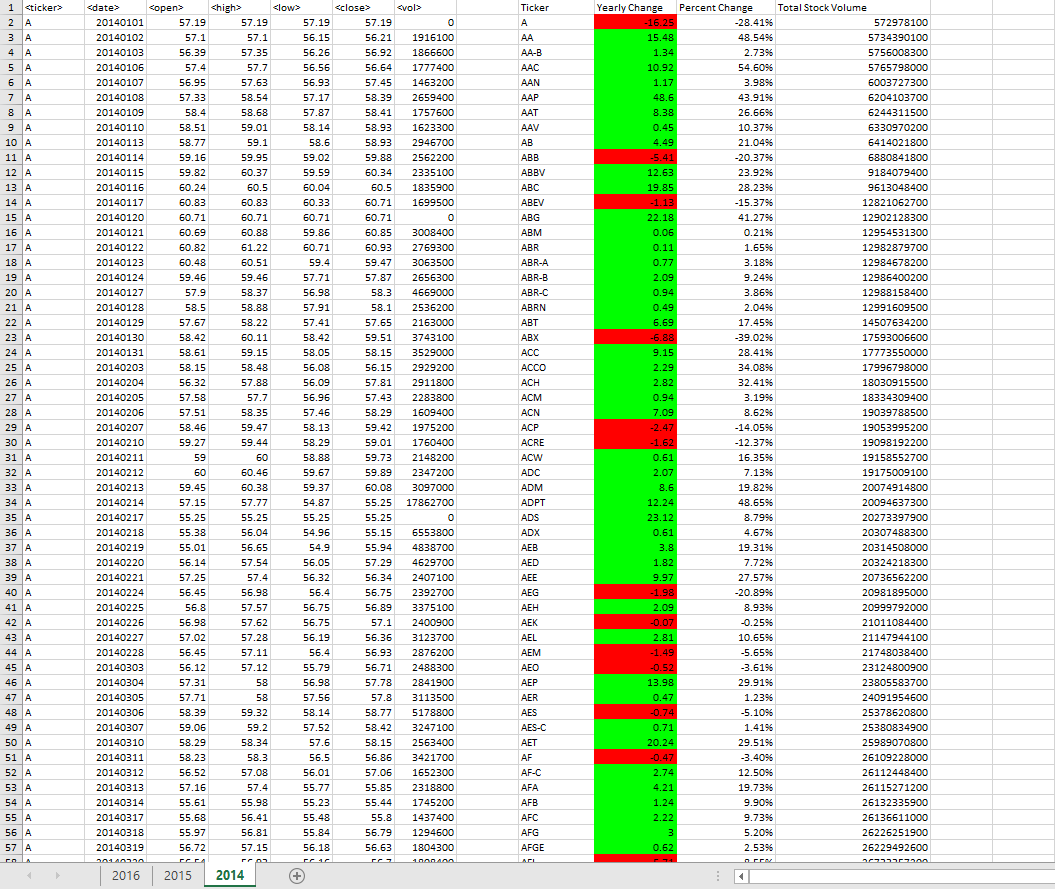 1 <ticker> <date> <open> <high> <low> <close> <vol> Ticker Yearly Change Percent Change Total Stock Volume
2 A 20140101 57.19 57.19 57.19 57.19 0 A -16.25 -28.41% 572978100
3 A 20140102 57.1 57.1 56.15 56.21 1916100 AA 15.48 48.54% 5734390100
4 A 20140103 56.39 57.35 56.26 56.92 1866600 AA-B 1.34 2.73% 5756008300
5 A 20140106 57.4 57.7 56.56 56.64 1777400 AAC 10.92 54.60% 5765798000
6 A 20140107 56.95 57.63 56.93 57.45 1463200 AAN 1.17 3.98% 6003727300
7 A 20140108 57.33 58.54 57.17 58.39 2659400 AAP 48.6 43.91% 6204103700
8 A 20140109 58.4 58.68 57.87 58.41 1757600 AAT 8.38 26.66% 6244311500
9 A 20140110 58.51 59.01 58.14 58.93 1623300 AAV 0.45 10.37% 6330970200
10 A 20140113 58.77 59.1 58.6 58.93 2946700 AB 4.49 21.04% 6414021800
11 A 20140114 59.16 59.95 59.02 59.88 2562200 ABB -5.41 -20.37% 6880841800
12 A 20140115 59.82 60.37 59.59 60.34 2335100 ABBV 12.63 23.92% 9184079400
13 A 20140116 60.24 60.5 60.04 60.5 1835900 ABC 19.85 28.23% 9613048400
14 A 20140117 60.83 60.83 60.33 60.71 1699500 ABEV -1.13 -15.37% 12821062700
15 A 20140120 60.71 60.71 60.71 60.71 0 ABG 22.18 41.27% 12902128300
16 A 20140121 60.69 60.88 59.86 60.85 3008400 ABM 0.06 0.21% 12954531300
17 A 20140122 60.82 61.22 60.71 60.93 2769300 ABR 0.11 1.65% 12982879700
18 A 20140123 60.48 60.51 59.4 59.47 3063500 ABR-A 0.77 3.18% 12984678200
19 A 20140124 59.46 59.46 57.71 57.87 2656300 ABR-B 2.09 9.24% 12986400200
20 A 20140127 57.9 58.37 56.98 58.3 4669000 ABR-C 0.94 3.86% 12988158400
21 A 20140128 58.5 58.88 57.91 58.1 2536200 ABRN 0.49 2.04% 12991609500
22 A 20140129 57.67 58.22 57.41 57.65 2163000 ABT 6.69 17.45% 14507634200
23 A 20140130 58.42 60.11 58.42 59.51 3743100 ABX -6.88 -39.02% 17593006600
24 A 20140131 58.61 59.15 58.05 58.15 3529000 ACC 9.15 28.41% 17773550000
25 A 20140203 58.15 58.48 56.08 56.15 2929200 ACCO 2.29 34.08% 17996798000
26 A 20140204 56.32 57.88 56.09 57.81 2911800 ACH 2.82 32.41% 18030915500
27 A 20140205 57.58 57.7 56.96 57.43 2283800 ACM 0.94 3.19% 18334309400
28 A 20140206 57.51 58.35 57.46 58.29 1609400 ACN 7.09 8.62% 19039788500
29 A 20140207 58.46 59.47 58.13 59.42 1975200 ACP -2.47 -14.05% 19053995200
30 A 20140210 59.27 59.44 58.29 59.01 1760400 ACRE -1.62 -12.37% 19098192200
31 A 20140211 59 60 58.88 59.73 2148200 ACW 0.61 16.35% 19158552700
32 A 20140212 60 60.46 59.67 59.89 2347200 ADC 2.07 7.13% 19175009100
33 A 20140213 59.45 60.38 59.37 60.08 3097000 ADM 8.6 19.82% 20074914800
34 A 20140214 57.15 57.77 54.87 55.25 17862700 ADPT 12.24 48.65% 20094637300
35 A 20140217 55.25 55.25 55.25 55.25 0 ADS 23.12 8.79% 20273397900
36 A 20140218 55.38 56.04 54.96 55.15 6553800 ADX 0.61 4.67% 20307488300
37 A 20140219 55.01 56.65 54.9 55.94 4838700 AEB 3.8 19.31% 20314508000
38 A 20140220 56.14 57.54 56.05 57.29 4629700 AED 1.82 7.72% 20324218300
39 A 20140221 57.25 57.4 56.32 56.34 2407100 AEE 9.97 27.57% 20736562200
40 A 20140224 56.45 56.98 56.4 56.75 2392700 AEG -1.98 -20.89% 20981895000
41 A 20140225 56.8 57.57 56.75 56.89 3375100 AEH 2.09 8.93% 20999792000
42 A 20140226 56.98 57.62 56.75 57.1 2400900 AEK -0.07 -0.25% 21011084400
43 A 20140227 57.02 57.28 56.19 56.36 3123700 AEL 2.81 10.65% 21147944100
44 A 20140228 56.45 57.11 56.4 56.93 2876200 AEM -1.49 -5.65% 21748038400
45 A 20140303 56.12 57.12 55.79 56.71 2488300 AEO -0.52 -3.61% 23124800900
46 A 20140304 57.31 58 56.98 57.78 2841900 AEP 13.98 29.91% 23805583700
47 A 20140305 57.71 58 57.56 57.8 3113500 AER 0.47 1.23% 24091954600
48 A 20140306 58.39 59.32 58.14 58.77 5178800 AES -0.74 -5.10% 25378620800
49 A 20140307 59.06 59.2 57.52 58.42 3247100 AES-C 0.71 1.41% 25380834900
50 A 20140310 58.29 58.34 57.6 58.15 2563400 AET 20.24 29.51% 25989070800
51 A 20140311 58.23 58.3 56.5 56.86 3421700 AF -0.47 -3.40% 26109228000
52 A 20140312 56.52 57.08 56.01 57.06 1652300 AF-C 2.74 12.50% 26112448400
53 A 20140313 57.16 57.4 55.77 55.85 2318800 AFA 4.21 19.73% 26115271200
54 A 20140314 55.61 55.98 55.23 55.44 1745200 AFB 1.24 9.90% 26132335900
55 A 20140317 55.68 56.41 55.48 55.8 1437400 AFC 2.22 9.73% 26136611000
56 A 20140318 55.97 56.81 55.84 56.79 1294600 AFG 3 5.20% 26226251900
57 A 20140319 56.72 57.15 56.18 56.63 1804300 AFGE 0.62 2.53% 26229492600
2016 2015 2014